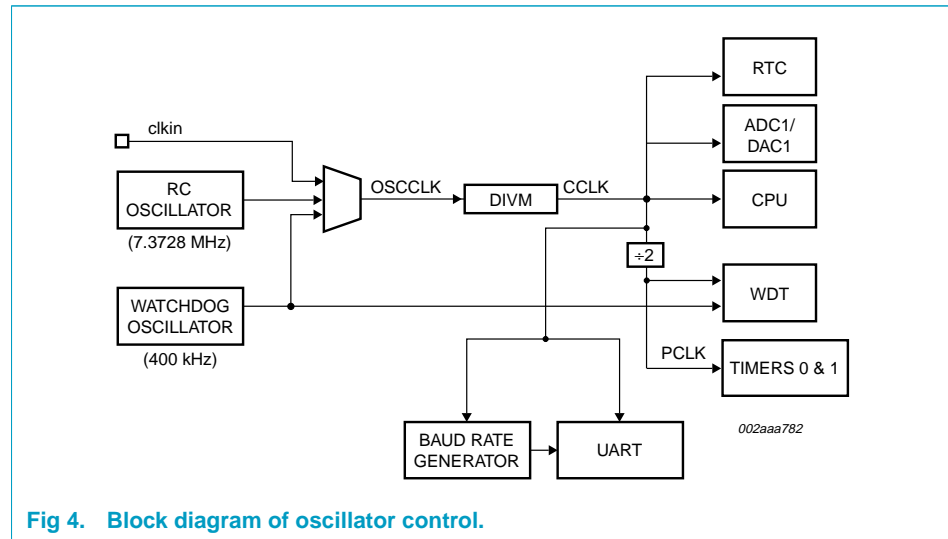 RTC
ADC1/
DAC1
clkin
RC
OSCILLATOR
(7.3728 MHz)
OSCCLK
DIVM
CCLK
CPU
÷2
WATCHDOG
OSCILLATOR
(400 kHz)
WDT
PCLK
TIMERS 0 & 1
002aaa782
BAUD RATE
GENERATOR
UART
Fig 4. Block diagram of oscillator control.